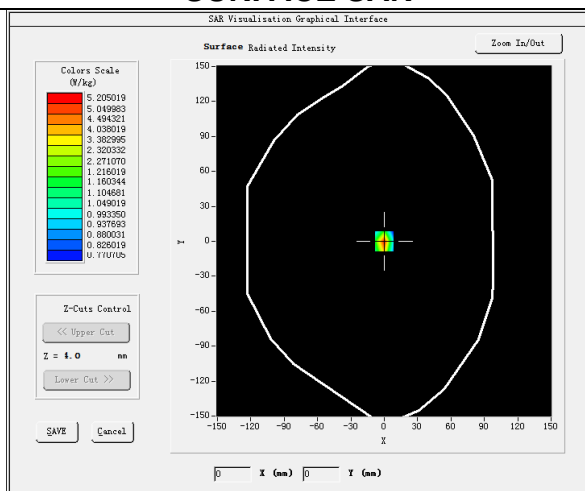 SURFACE SAR
SAR Visualisation Graphical Interface
Surface Radiated Intensity
Zoom In/Out
Colors Scale
(W/kg)
5.205019
5.049983
4.494321
4.038019
3.382995
2.320332
2.271070
1.216019
1.160344
1.104681
1.049019
0.993350
0.937693
0.880031
0.826019
0.770705
Z-Cuts Control
<< Upper Cut
Z = 4.0 mm
Lower Cut >>
SAVE Cancel
150
120
90
60
30
0
-30
-60
-90
-120
-150
Y
-150 -120 -90 -60 -30 0 30 60 90 120 150
X
0 X (mm) 0 Y (mm)